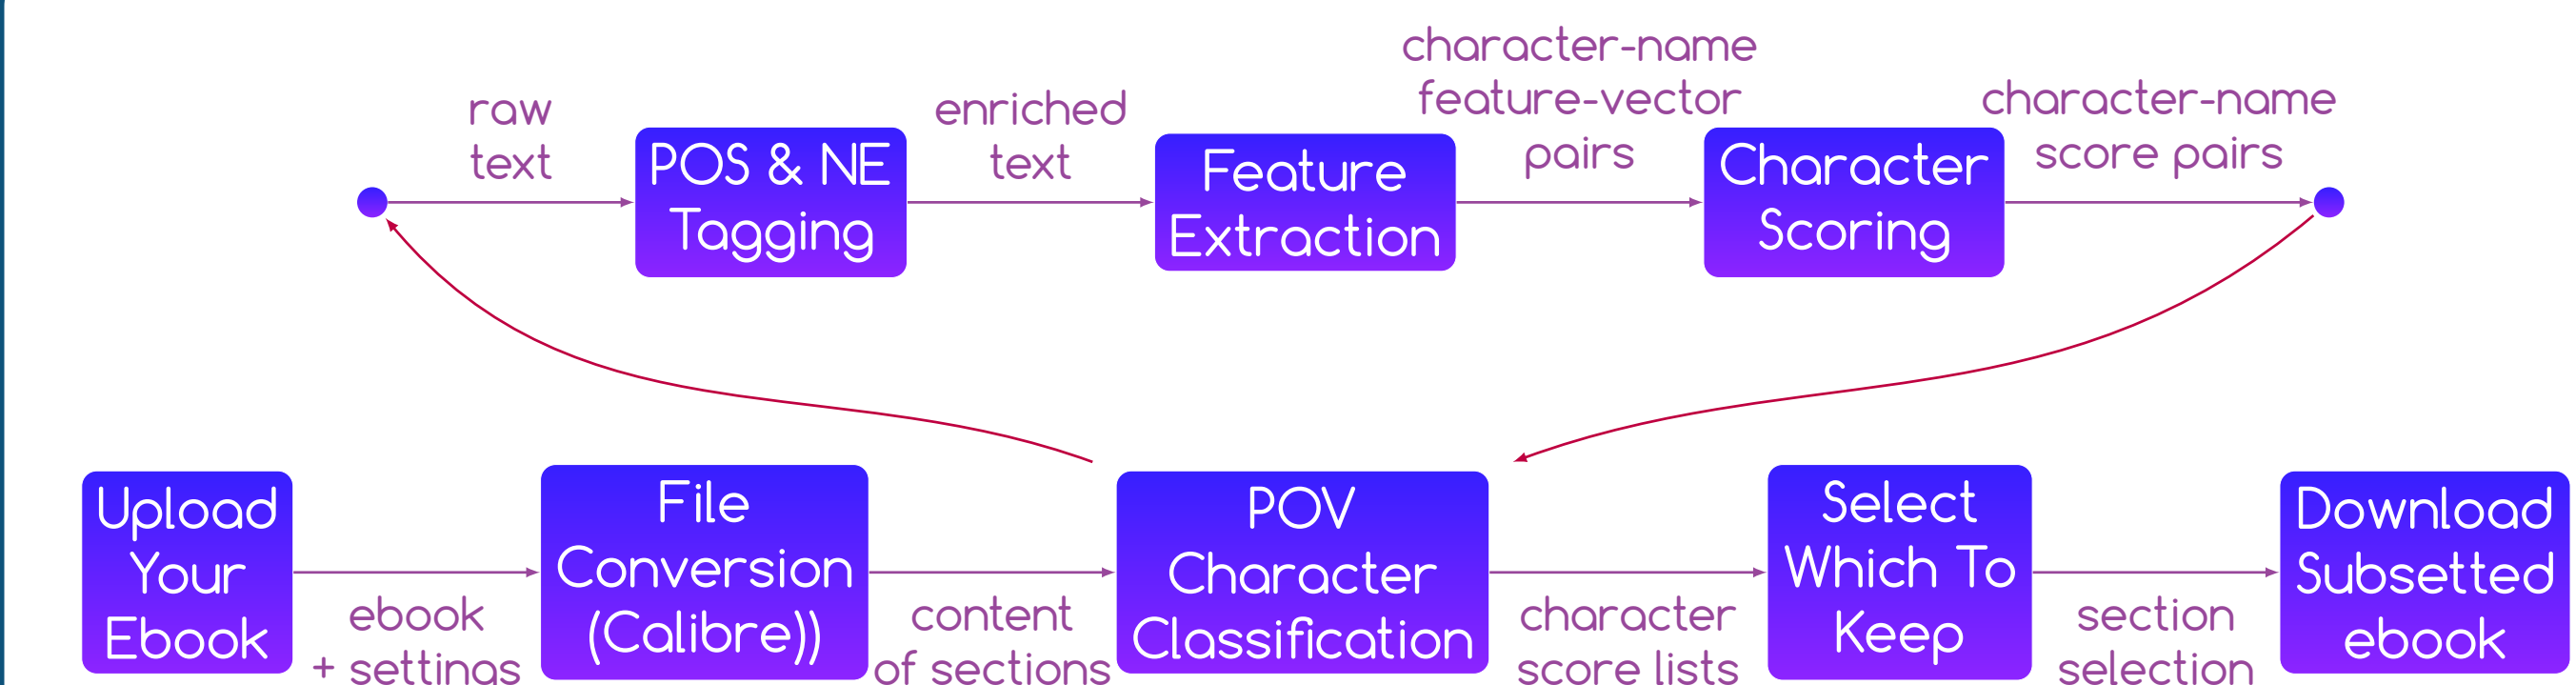 raw
text
POS & NE
Tagging
enriched
text
Feature
Extraction
character-name
feature-vector
pairs
Character
Scoring
character-name
score pairs
Upload
Your
Ebook
ebook
+ settings
File
Conversion
(Calibre))
content
of sections
POV
Character
Classification
character
score lists
Select
Which To
Keep
section
selection
Download
Subsetted
ebook